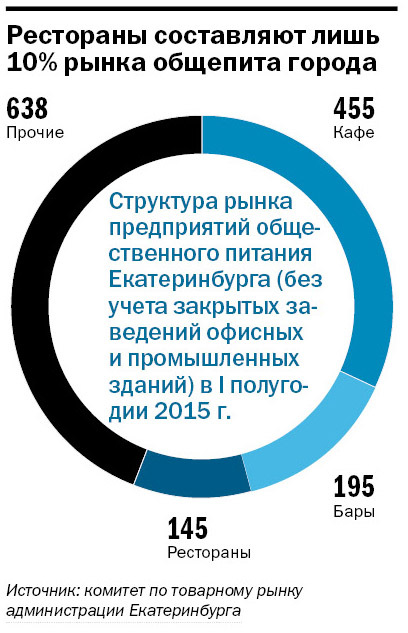 Рестораны составляют лишь
10% рынка общепита города
638
Прочие
455
Кафе
Структура рынка
предприятий обще-
ственного питания
Екатеринбурга (без
учета закрытых за-
ведений офисных
и промышленных
зданий) в I полуго-
дии 2015 г.
195
Бары
145
Рестораны
Источник: комитет по товарному рынку
администрации Екатеринбурга